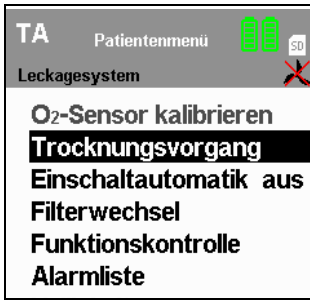 TA Patientenmenü SD
Leckagesystem
O2-Sensor kalibrieren
Trocknungsvorgang
Einschaltautomatik aus
Filterwechsel
Funktionskontrolle
Alarmliste